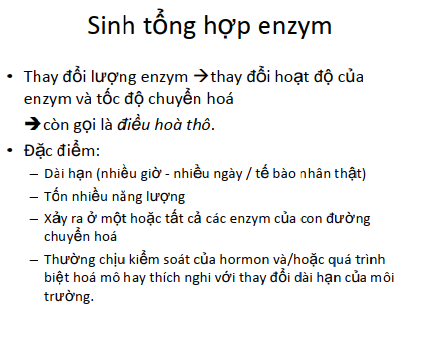 Sinh tổng hợp enzym
• Thay đổi lượng enzym →thay đổi hoạt độ của
enzym và tốc độ chuyển hoá
➔còn gọi là điều hoà thô.
• Đặc điểm:
– Dài hạn (nhiều giờ - nhiều ngày / tế bào nhân thật)
– Tốn nhiều năng lượng
– Xảy ra ở một hoặc tất cả các enzym của con đường
chuyển hoá
– Thường chịu kiểm soát của hormon và/hoặc quá trình
biệt hoá mô hay thích nghi với thay đổi dài hạn của môi
trường.